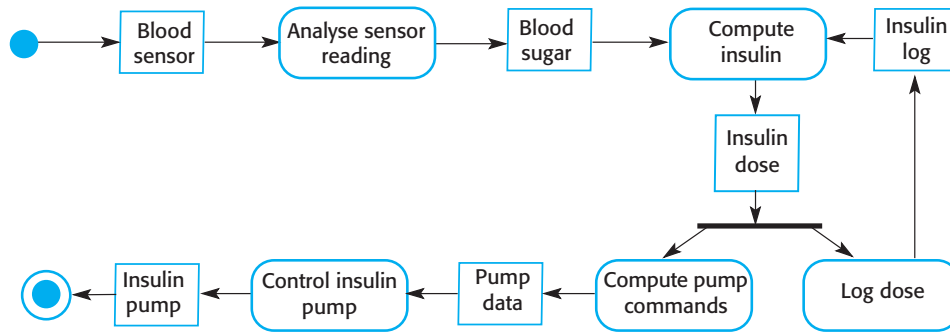 Blood
sensor
Analyse sensor
reading
Blood
sugar
Compute
insulin
Insulin
log
Insulin
dose
Insulin
pump
Control insulin
pump
Pump
data
Compute pump
commands
Log dose